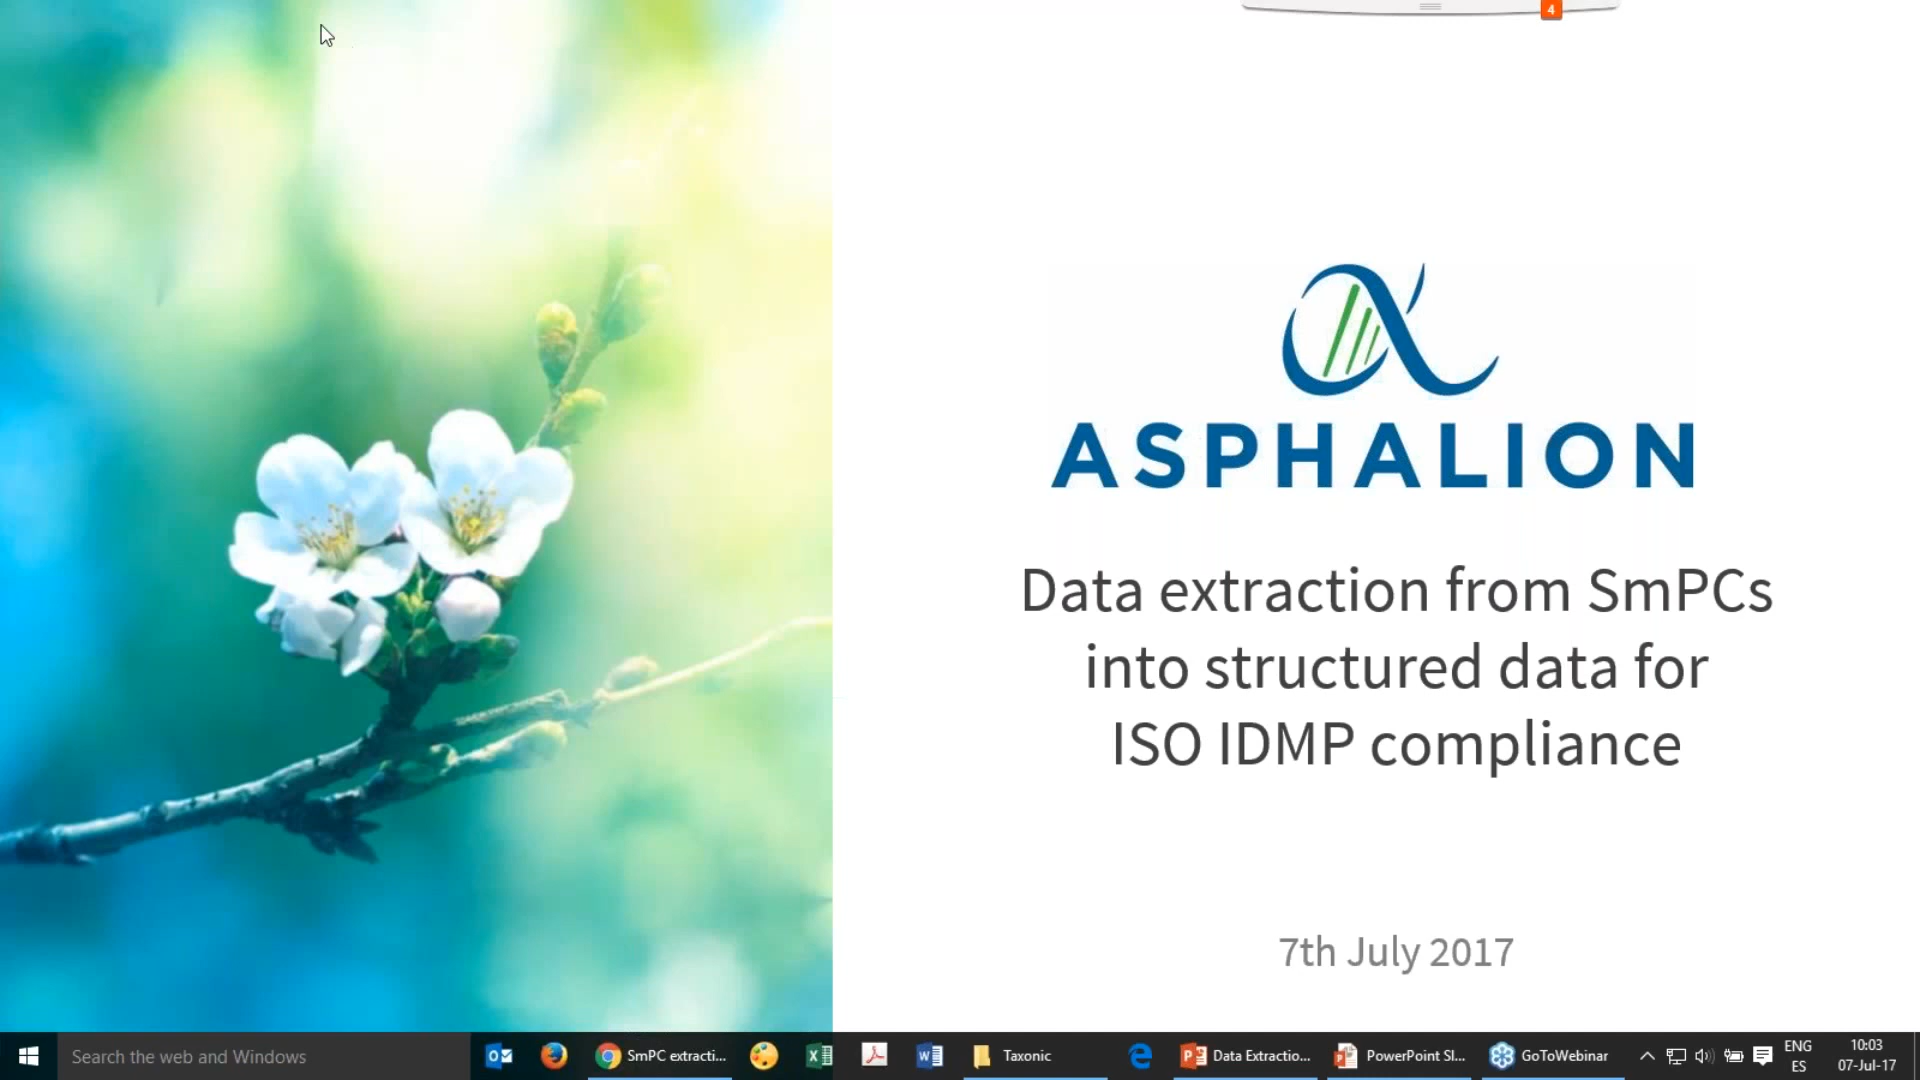 4
ASPHALION
Data extraction from SmPCs
into structured data for
ISO IDMP compliance
7th July 2017
Search the web and Windows
SmPC extracti...
Taxonic
Data Extractio...
PowerPoint Sl...
GoToWebinar
ENG
ES
10:03
07-Jul-17